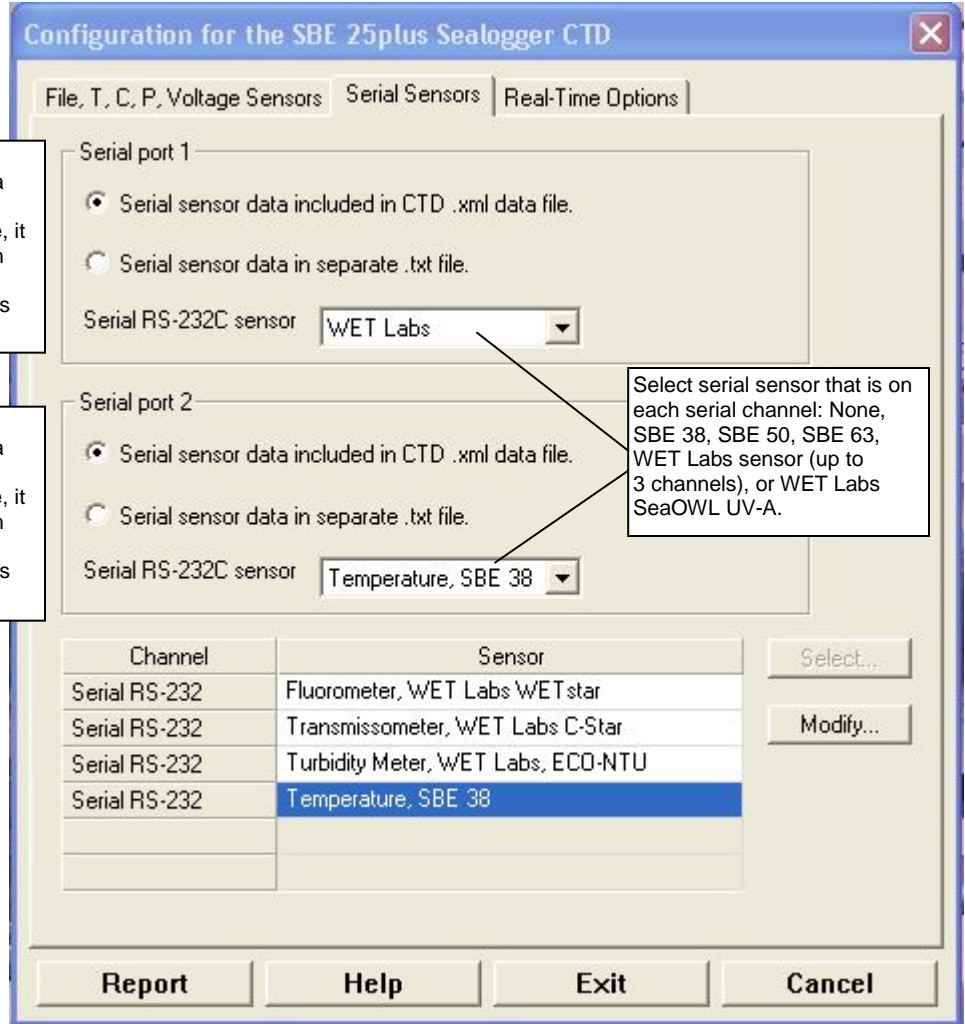 Configuration for the SBE 25plus Sealogger CTD
File, T, C, P, Voltage Sensors
Serial Sensors
Real-Time Options
Serial port 1
Serial sensor data included in CTD .xml data file.
Serial sensor data in separate .txt file.
Serial RS-232C sensor
WET Labs
, it
Serial port 2
Serial sensor data included in CTD .xml data file.
Serial sensor data in separate .txt file.
Serial RS-232C sensor
Temperature, SBE 38
, it
Select serial sensor that is on
each serial channel: None,
SBE 38, SBE 50, SBE 63,
WET Labs sensor (up to
3 channels), or WET Labs
SeaOWL UV-A.
Channel Sensor
Serial RS-232 Fluorometer, WET Labs WETstar
Serial RS-232 Transmissometer, WET Labs C-Star
Serial RS-232 Turbidity Meter, WET Labs, ECO-NTU
Serial RS-232 Temperature, SBE 38
Select...
Modify...
Report Help Exit Cancel